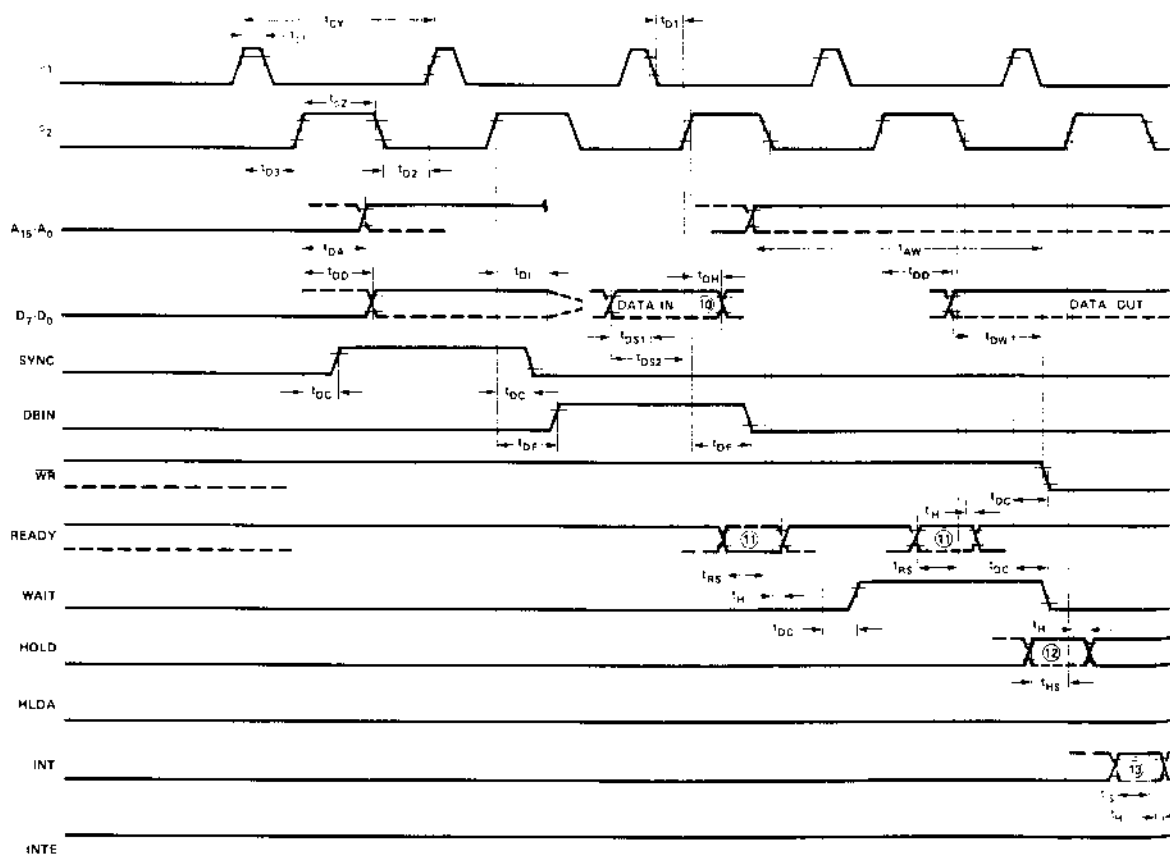 tCY
tD1
tD3
tD2
A15-A0
tDA
tAW
tDD
tDI
tDH
tDD
D7-D0
DATA IN
10
DATA OUT
tDS1
tDW
SYNC
tDS2
tDC
tDC
DBIN
tDF
tDF
WR
tH
tDC
READY
11
11
tRS
tRS
tDC
WAIT
tH
tDC
tH
HOLD
12
tHS
HLDA
INT
13
tH
INTE